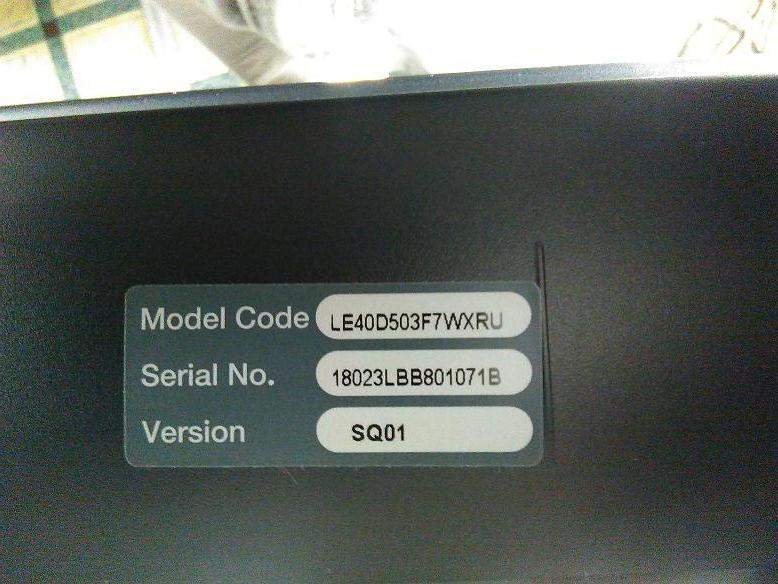 Model Code LE40D503F7WXRU
Serial No. 18023LBB801071B
Version SQ01